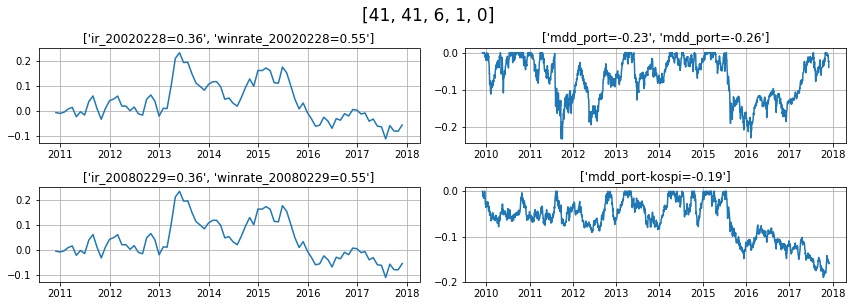 [41, 41, 6, 1, 0]
['ir_20020228=0.36', 'winrate_20020228=0.55']
0.2
0.1
0.0
−0.1
2011 2012 2013 2014 2015 2016 2017 2018
['mdd_port=-0.23', 'mdd_port=-0.26']
0.0
−0.1
−0.2
2010 2011 2012 2013 2014 2015 2016 2017 2018
['ir_20080229=0.36', 'winrate_20080229=0.55']
0.2
0.1
0.0
−0.1
2011 2012 2013 2014 2015 2016 2017 2018
['mdd_port-kospi=-0.19']
0.0
−0.1
−0.2
2010 2011 2012 2013 2014 2015 2016 2017 2018